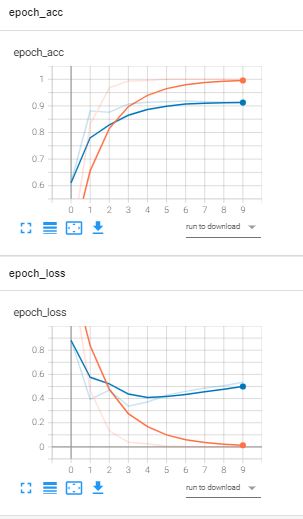 epoch_acc
epoch_acc
1
0.9
0.8
0.7
0.6
0 1 2 3 4 5 6 7 8 9
run to download
epoch_loss
epoch_loss
0.8
0.6
0.4
0.2
0
0 1 2 3 4 5 6 7 8 9
run to download